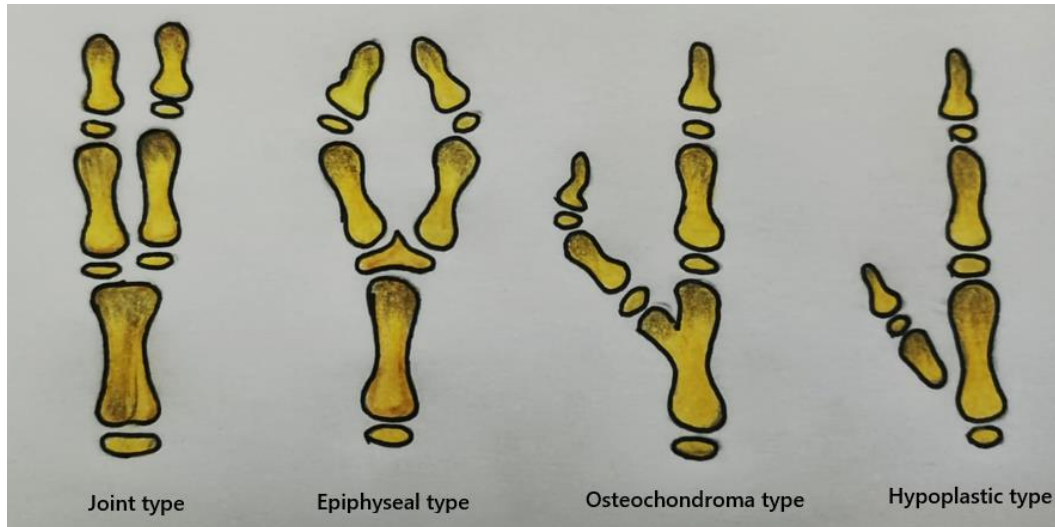 Joint type
Epiphyseal type
Osteochondroma type
Hypoplastic type